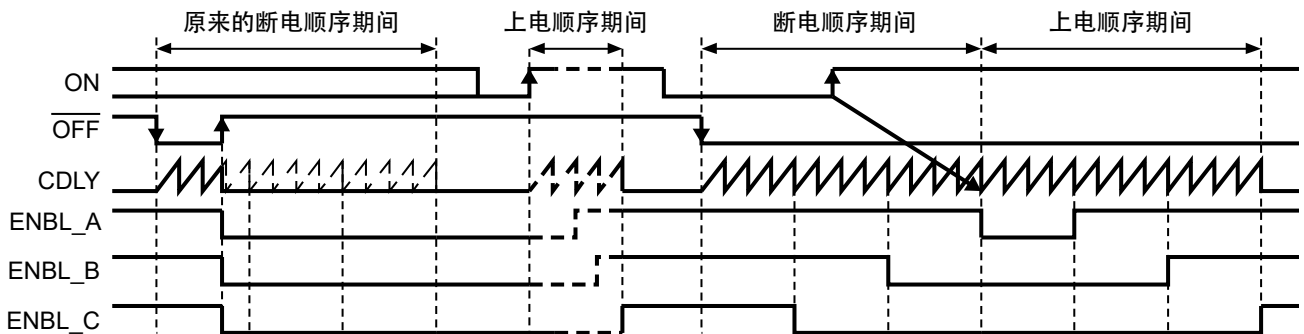 原来的断电顺序期间 上电顺序期间 断电顺序期间 上电顺序期间
ON
OFF
CDLY
ENBL_A
ENBL_B
ENBL_C